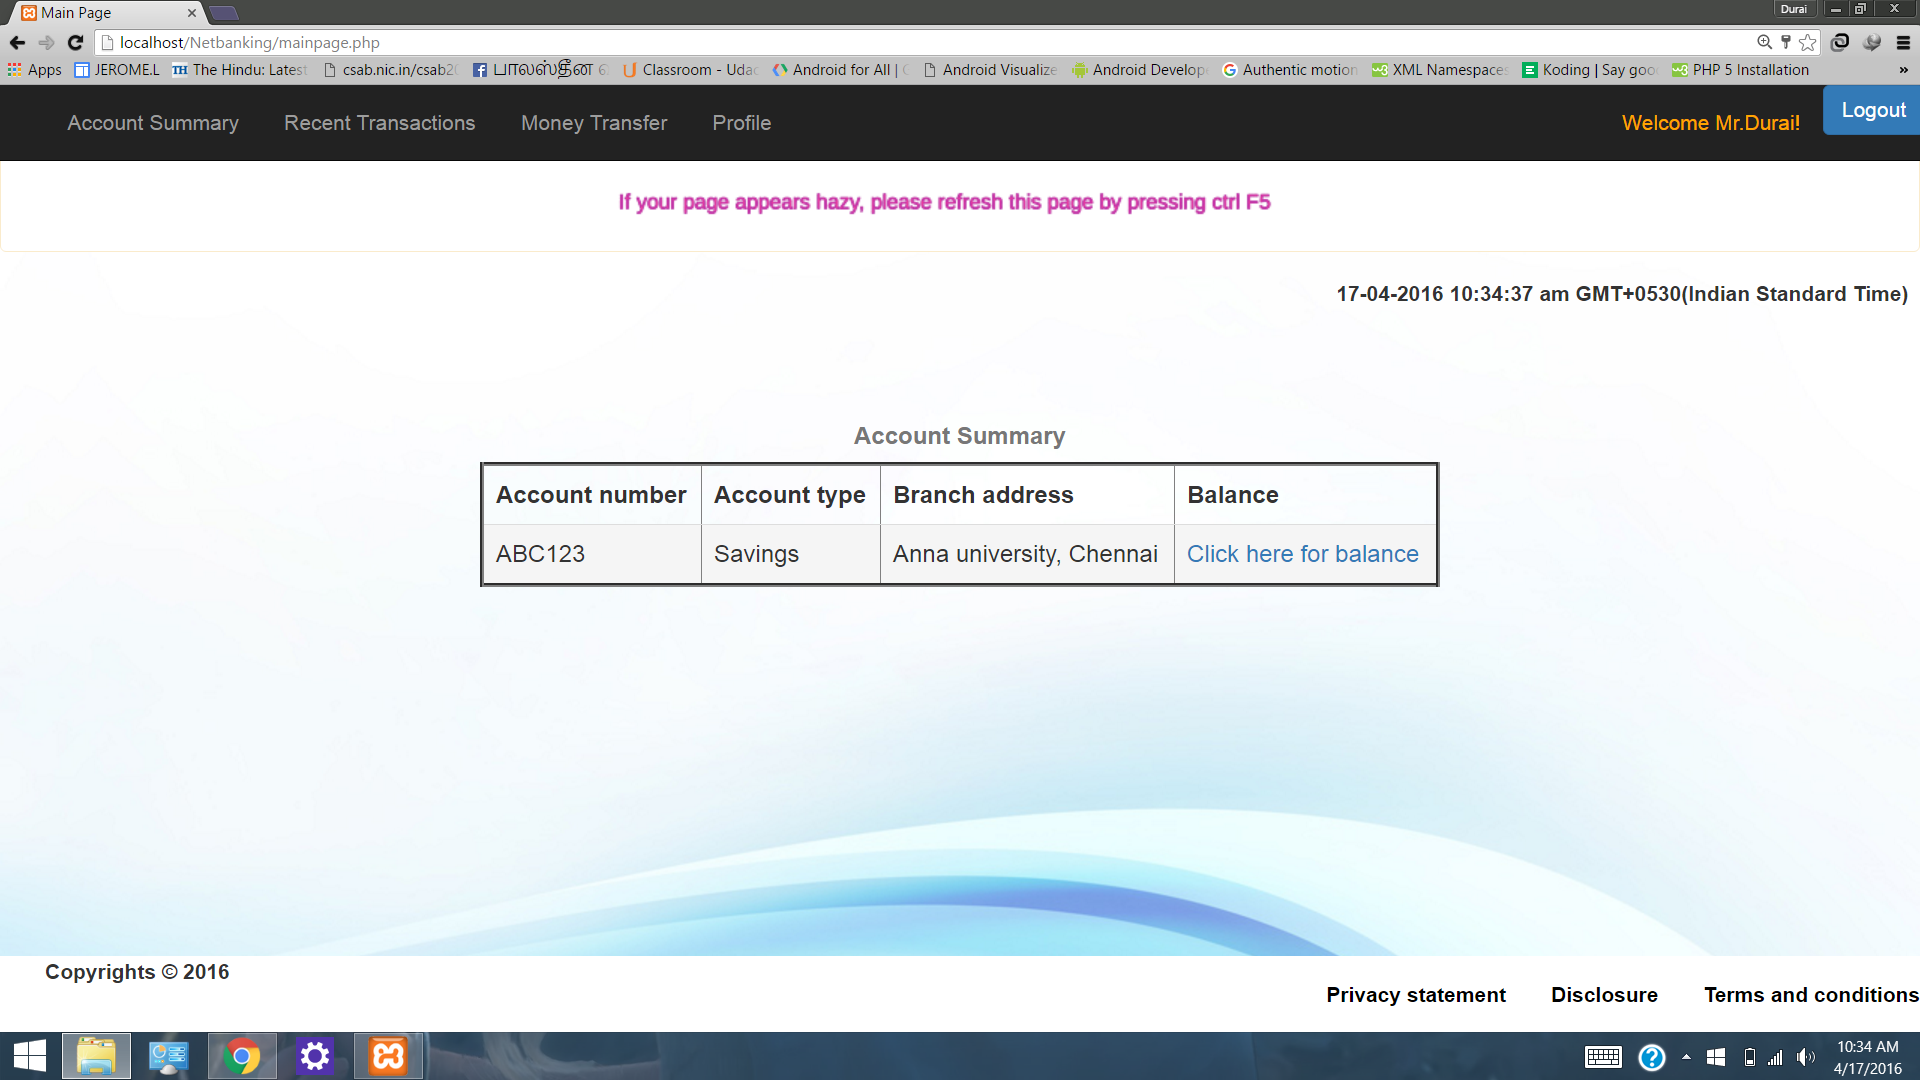 Main Page
Durai
localhost/Netbanking/mainpage.php
Apps JEROME.L The Hindu: Latest csab.nic.in/csab20 Classroom - Udac Android for All | Android Visualize Android Develop Authentic motion XML Namespaces Koding | Say goo PHP 5 Installation »
Account Summary Recent Transactions Money Transfer Profile Welcome Mr.Durai! Logout
If your page appears hazy, please refresh this page by pressing ctrl F5
17-04-2016 10:34:37 am GMT+0530(Indian Standard Time)
Account Summary
Account number Account type Branch address Balance
ABC123 Savings Anna university, Chennai Click here for balance
Copyrights © 2016
Privacy statement Disclosure Terms and conditions
10:34 AM
4/17/2016